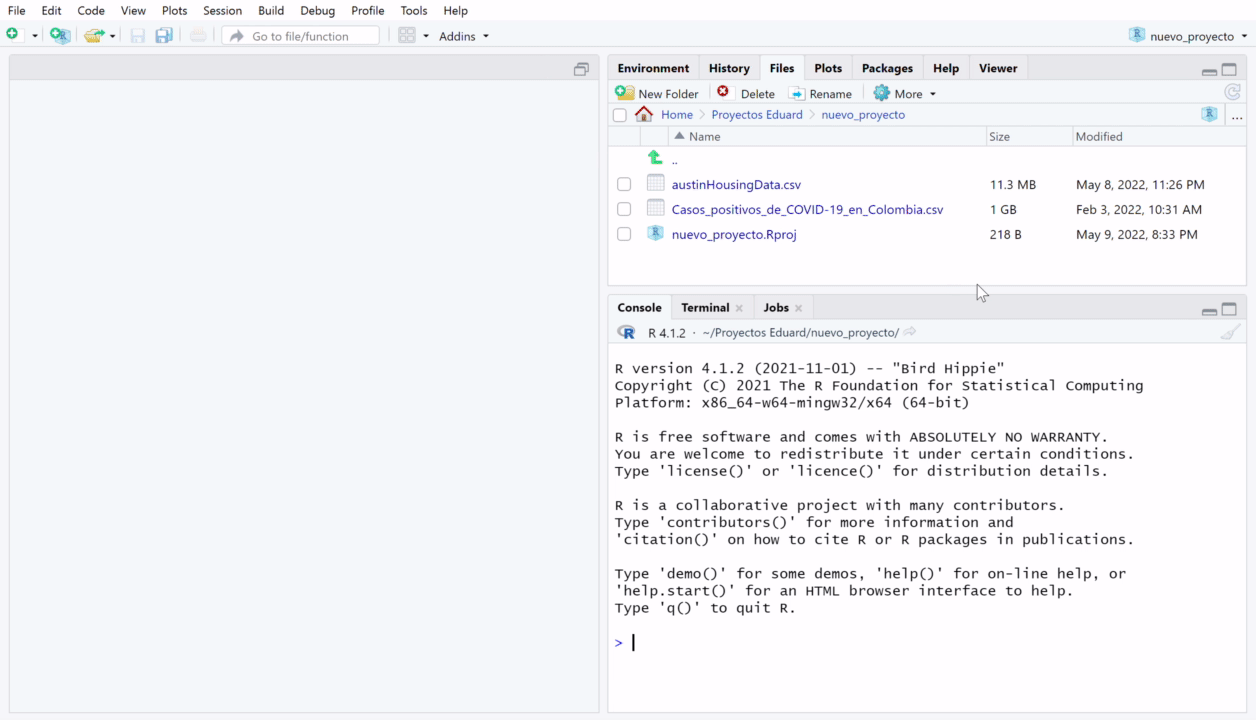 File Edit Code View Plots Session Build Debug Profile Tools Help
Go to file/function Addins nuevo_proyecto
Environment History Files Plots Packages Help Viewer
New Folder Delete Rename More
Home Proyectos Eduard nuevo_proyecto ...
Name Size Modified
..
austinHousingData.csv 11.3 MB May 8, 2022, 11:26 PM
Casos_positivos_de_COVID-19_en_Colombia.csv 1 GB Feb 3, 2022, 10:31 AM
nuevo_proyecto.Rproj 218 B May 9, 2022, 8:33 PM
Console Terminal Jobs
R 4.1.2 · ~/Proyectos Eduard/nuevo_proyecto/
R version 4.1.2 (2021-11-01) -- "Bird Hippie"
Copyright (C) 2021 The R Foundation for Statistical Computing
Platform: x86_64-w64-mingw32/x64 (64-bit)
R is free software and comes with ABSOLUTELY NO WARRANTY.
You are welcome to redistribute it under certain conditions.
Type 'license()' or 'licence()' for distribution details.
R is a collaborative project with many contributors.
Type 'contributors()' for more information and
'citation()' on how to cite R or R packages in publications.
Type 'demo()' for some demos, 'help()' for on-line help, or
'help.start()' for an HTML browser interface to help.
Type 'q()' to quit R.
>